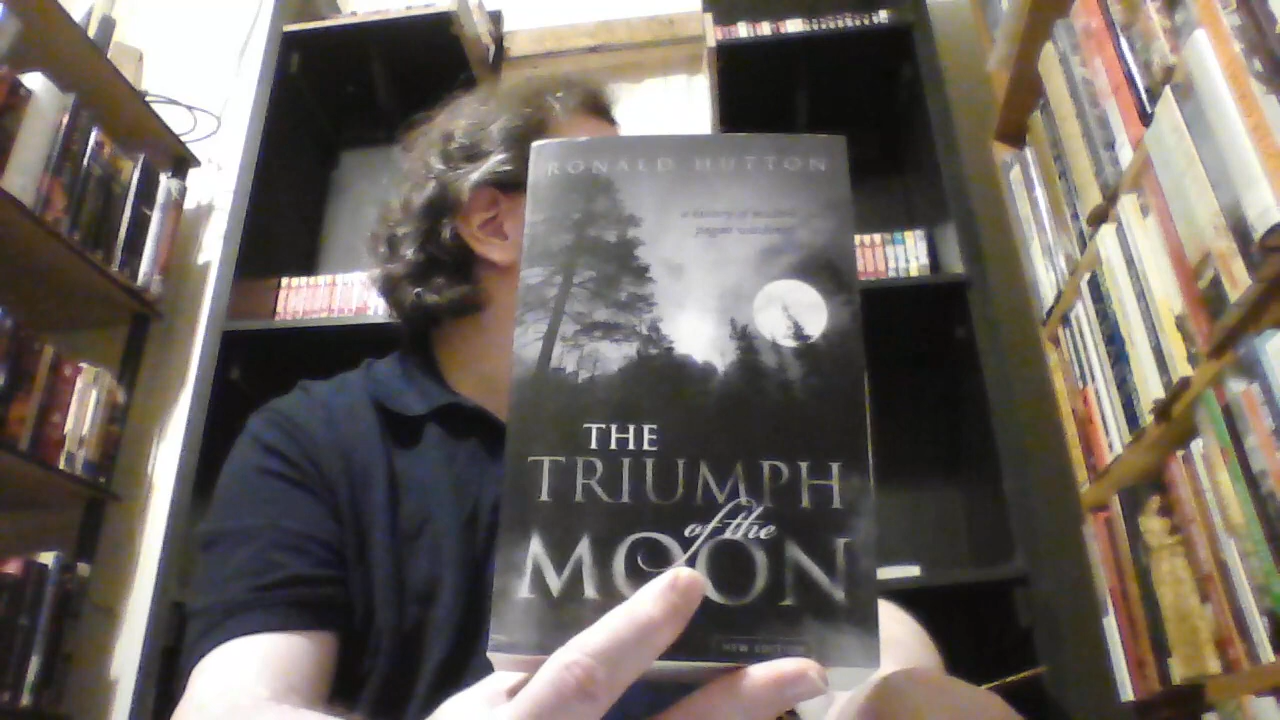 RONALD HUTTON
a history of modern
pagan witchcraft
THE
TRIUMPH
of the
MOON
NEW EDITION